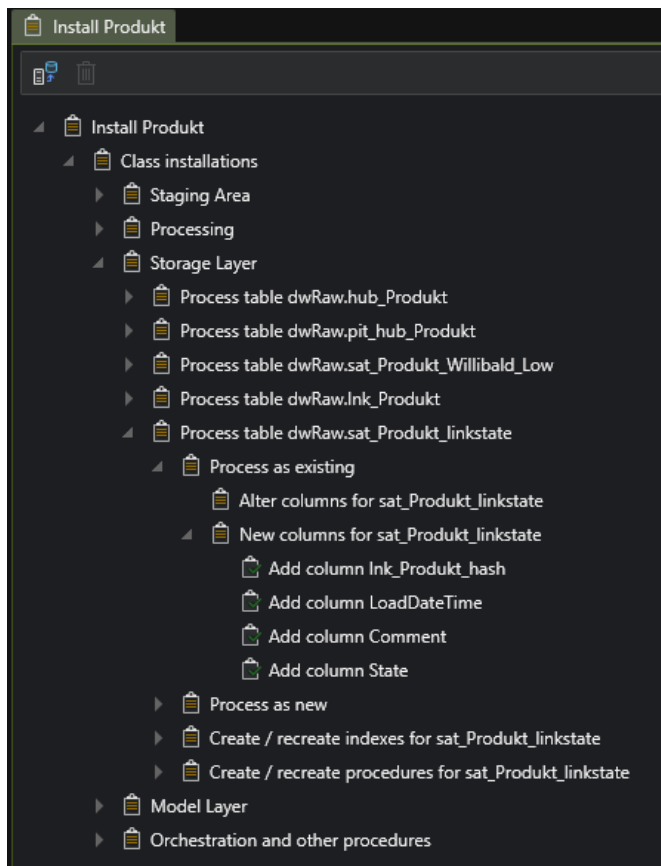 Install Produkt
Install Produkt
Class installations
Staging Area
Processing
Storage Layer
Process table dwRaw.hub_Produkt
Process table dwRaw.pit_hub_Produkt
Process table dwRaw.sat_Produkt_Willibald_Low
Process table dwRaw.lnk_Produkt
Process table dwRaw.sat_Produkt_linkstate
Process as existing
Alter columns for sat_Produkt_linkstate
New columns for sat_Produkt_linkstate
Add column lnk_Produkt_hash
Add column LoadDateTime
Add column Comment
Add column State
Process as new
Create / recreate indexes for sat_Produkt_linkstate
Create / recreate procedures for sat_Produkt_linkstate
Model Layer
Orchestration and other procedures